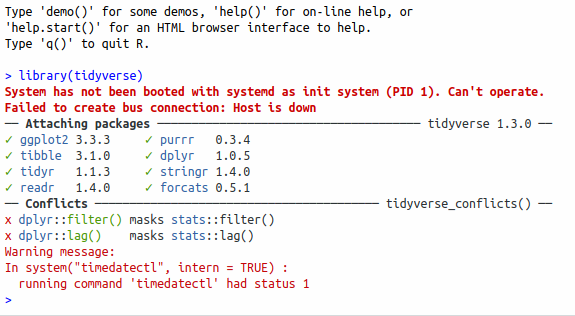 Type 'demo()' for some demos, 'help()' for on-line help, or
'help.start()' for an HTML browser interface to help.
Type 'q()' to quit R.
> library(tidyverse)
System has not been booted with systemd as init system (PID 1). Can't operate.
Failed to create bus connection: Host is down
── Attaching packages ───────────────────────────────────── tidyverse 1.3.0 ──
✓ ggplot2 3.3.3     ✓ purrr   0.3.4
✓ tibble  3.1.0     ✓ dplyr   1.0.5
✓ tidyr   1.1.3     ✓ stringr 1.4.0
✓ readr   1.4.0     ✓ forcats 0.5.1
── Conflicts ──────────────────────────────────────── tidyverse_conflicts() ──
x dplyr::filter() masks stats::filter()
x dplyr::lag()    masks stats::lag()
Warning message:
In system("timedatectl", intern = TRUE) :
  running command 'timedatectl' had status 1
>